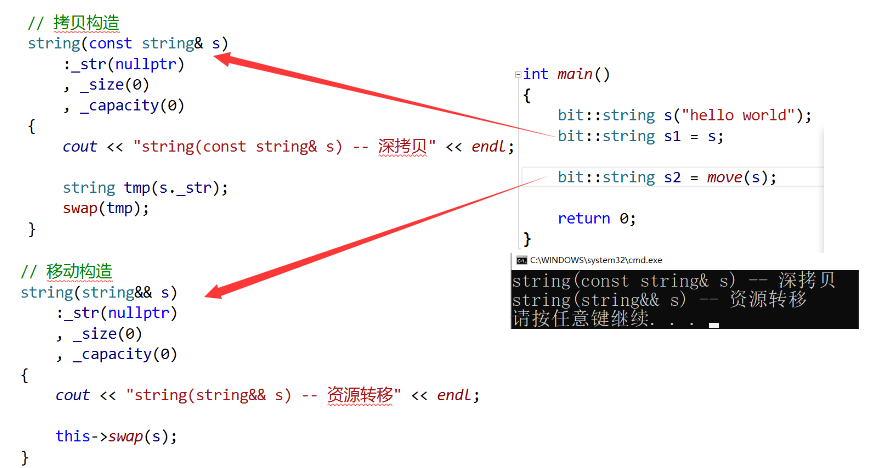 // 拷贝构造
string(const string& s)
:_str(nullptr)
, _size(0)
, _capacity(0)
{
cout << "string(const string& s) -- 深拷贝" << endl;
string tmp(s._str);
swap(tmp);
}
// 移动构造
string(string&& s)
:_str(nullptr)
, _size(0)
, _capacity(0)
{
cout << "string(string&& s) -- 资源转移" << endl;
this->swap(s);
}
int main()
{
bit::string s("hello world");
bit::string s1 = s;
bit::string s2 = move(s);
return 0;
}
C:\WINDOWS\system32\cmd.exe
string(const string& s) -- 深拷贝
string(string&& s) -- 资源转移
请按任意键继续. . .